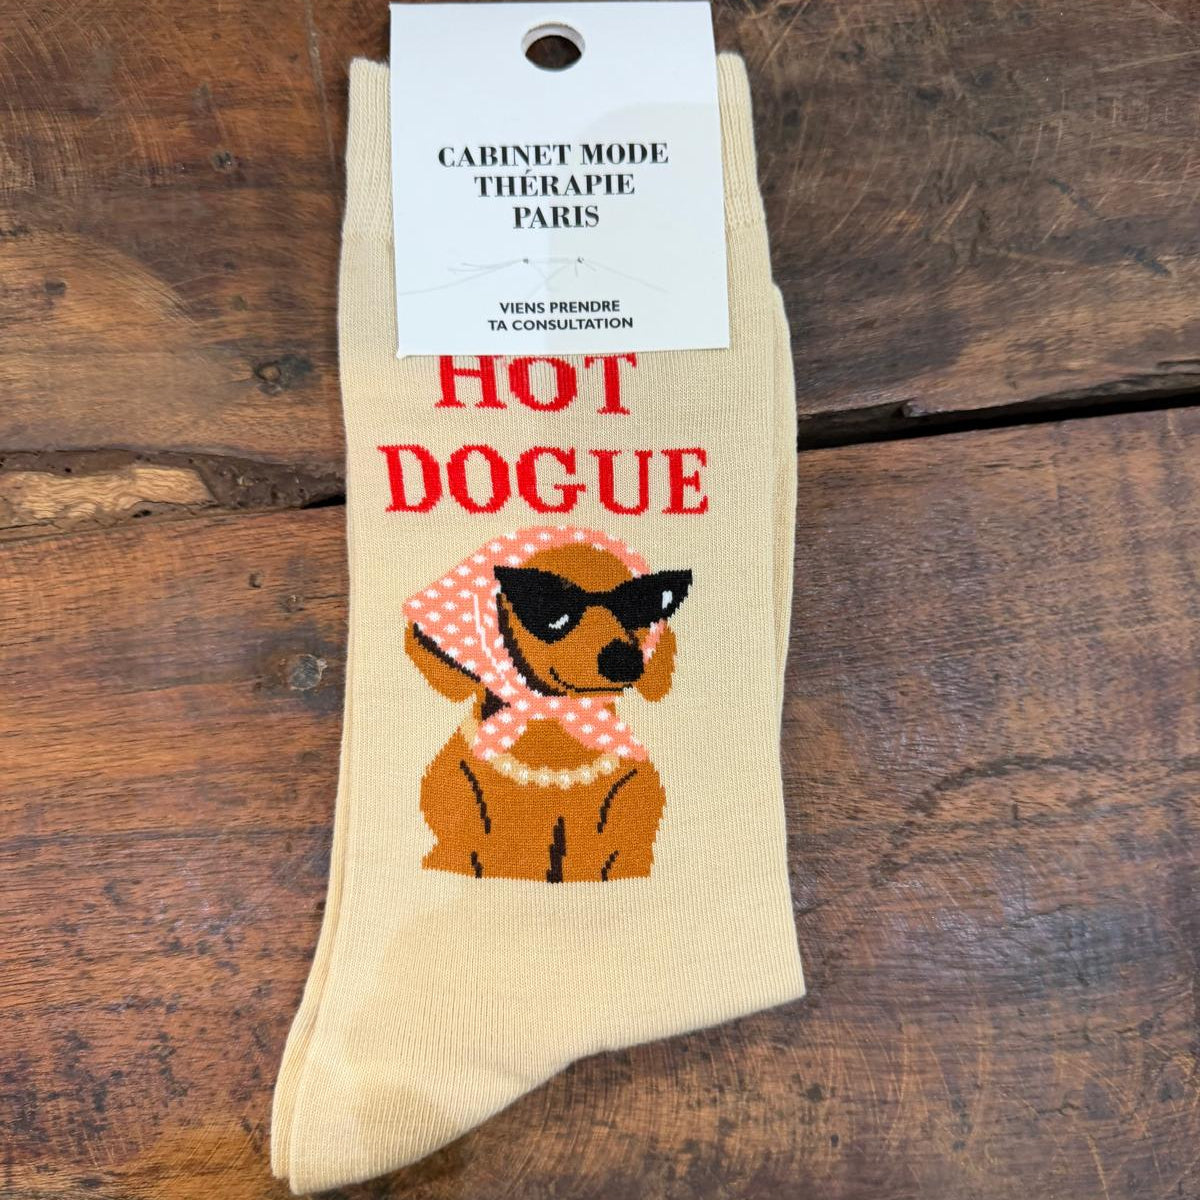 CABINET MODE
THÉRAPIE
PARIS
VIENS PRENDRE
TA CONSULTATION
HOT
DOGUE